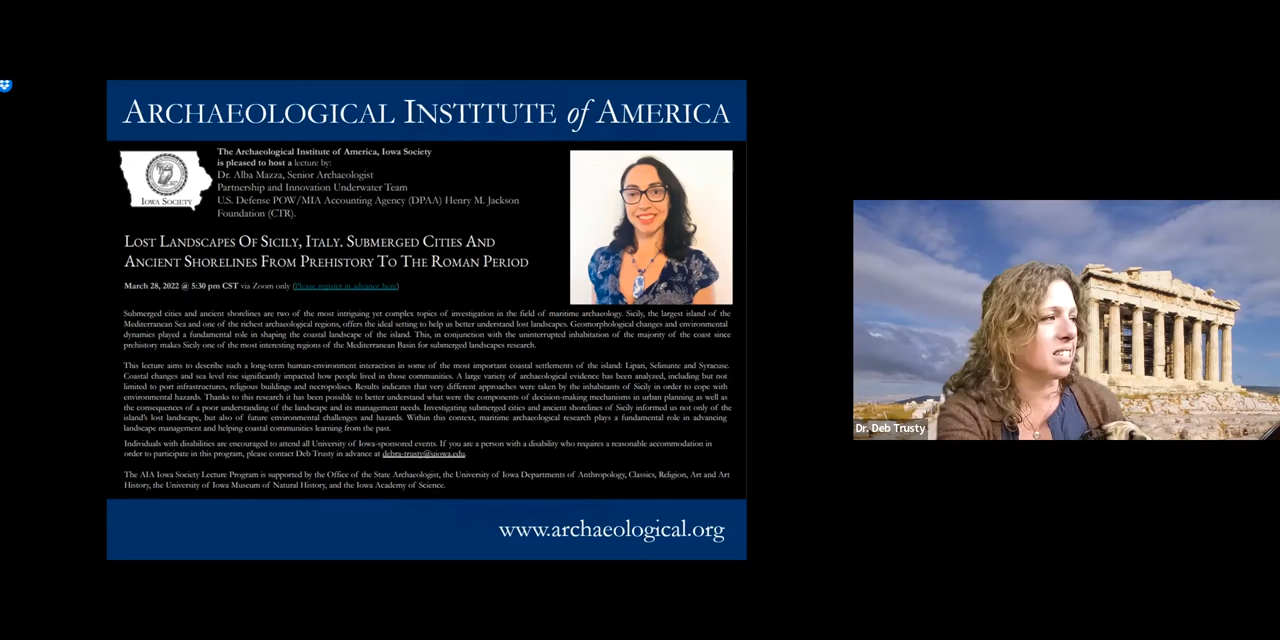 ARCHAEOLOGICAL INSTITUTE of AMERICA
IOWA SOCIETY
The Archaeological Institute of America, Iowa Society
is pleased to host a lecture by:
Dr. Alba Mazza, Senior Archaeologist
Partnership and Innovation Underwater Team
U.S. Defense POW/MIA Accounting Agency (DPAA) Henry M. Jackson
Foundation (CTR).
LOST LANDSCAPES OF SICILY, ITALY. SUBMERGED CITIES AND
ANCIENT SHORELINES FROM PREHISTORY TO THE ROMAN PERIOD
March 28, 2022 @ 5:30 pm CST via Zoom only (Please register in advance here)
Submerged cities and ancient shorelines are two of the most intriguing yet complex topics of investigation in the field of maritime archaeology. Sicily, the largest island of the
Mediterranean Sea and one of the richest archaeological regions, offers the ideal setting to help us better understand lost landscapes. Geomorphological changes and environmental
dynamics played a fundamental role in shaping the coastal landscape of the island. This, in conjunction with the uninterrupted inhabitation of the majority of the coast since
prehistory makes Sicily one of the most interesting regions of the Mediterranean Basin for submerged landscapes research.
This lecture aims to describe such a long-term human-environment interaction in some of the most important coastal settlements of the island: Lipari, Selinunte and Syracuse.
Coastal changes and sea level rise significantly impacted how people lived in those communities. A large variety of archaeological evidence has been analyzed, including but not
limited to port infrastructures, religious buildings and necropolises. Results indicates that very different approaches were taken by the inhabitants of Sicily in order to cope with
environmental hazards. Thanks to this research it has been possible to better understand what were the components of decision-making mechanisms in urban planning as well as
the consequences of a poor understanding of the landscape and its management needs. Investigating submerged cities and ancient shorelines of Sicily informed us not only of the
island's lost landscape, but also of future environmental challenges and hazards. Within this context, maritime archaeological research plays a fundamental role in advancing
landscape management and helping coastal communities learning from the past.
Individuals with disabilities are encouraged to attend all University of Iowa-sponsored events. If you are a person with a disability who requires a reasonable accommodation in
order to participate in this program, please contact Deb Trusty in advance at debra-trusty@uiowa.edu.
The AIA Iowa Society Lecture Program is supported by the Office of the State Archaeologist, the University of Iowa Departments of Anthropology, Classics, Religion, Art and Art
History, the University of Iowa Museum of Natural History, and the Iowa Academy of Science.
www.archaeological.org
Dr. Deb Trusty